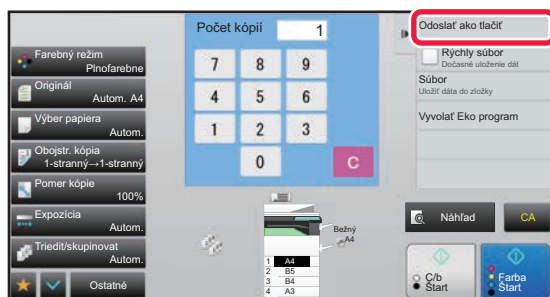 Počet kópií 1
Farebný režim
Plnofarebne
Originál
Autom. A4
Výber papiera
Autom.
Obojstr. kópia
1-stranný→1-stranný
Pomer kópie
100%
Expozícia
Autom.
Triediť/skupinovat
Autom.
Ostatné
7 8 9
4 5 6
1 2 3
0 C
Bežný
A4
1 A4
2 B5
3 B4
4 A3
Odoslať ako tlačiť
Rýchly súbor
Dočasné uloženie dát
Súbor
Uložiť dáta do zložky
Vyvolať Eko program
Náhľad
CA
Č/b
Štart
Farba
Štart